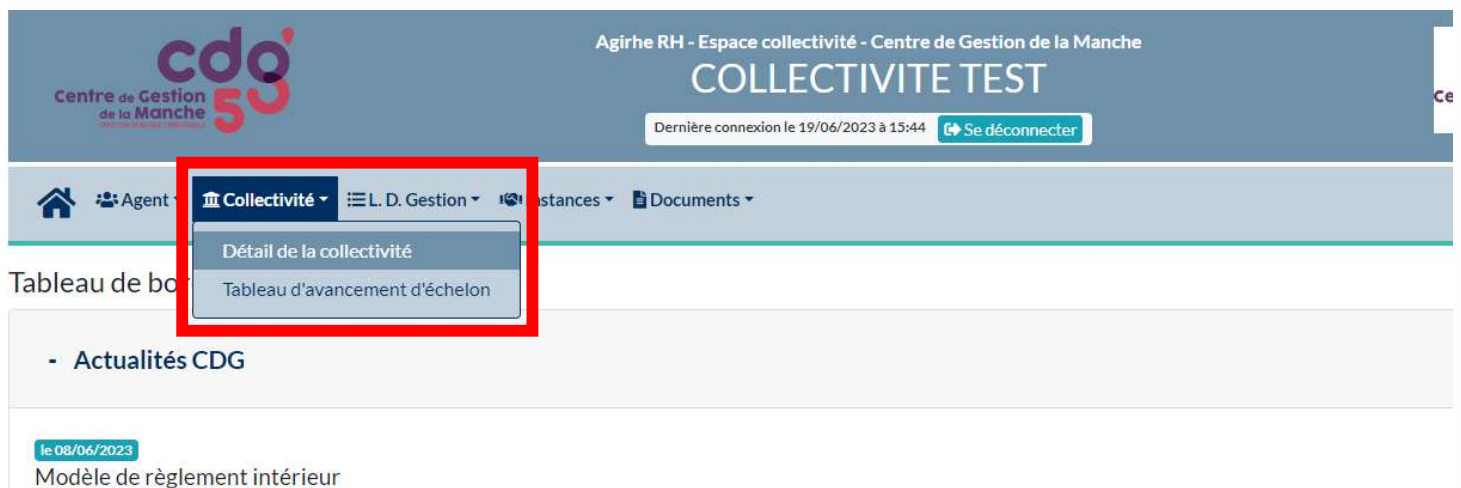 cdg
50
Centre de Gestion
de la Manche
Agirhe RH - Espace collectivité - Centre de Gestion de la Manche
COLLECTIVITE TEST
Dernière connexion le 19/06/2023 à 15:44 Se déconnecter
Ce
Agent Collectivité L. D. Gestion stances Documents
Détail de la collectivité
Tableau d'avancement d'échelon
Tableau de bor
- Actualités CDG
le 08/06/2023
Modèle de règlement intérieur